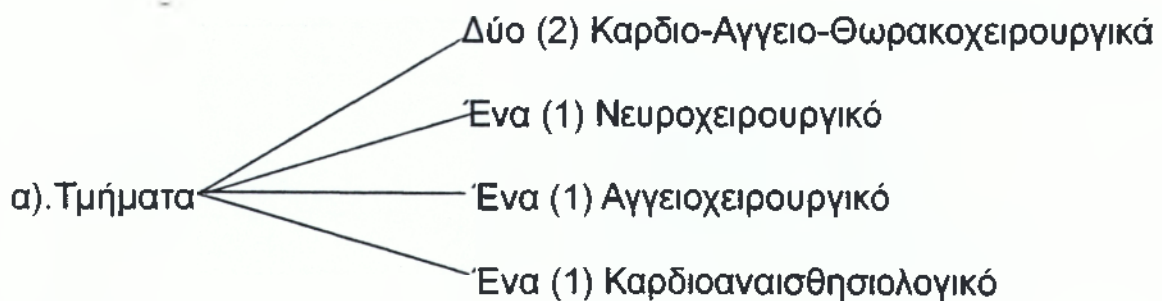 Δύο (2) Καρδιο-Αγγειο-Θωρακοχειρουργικά
Ένα (1) Νευροχειρουργικό
α).Τμήματα
Ένα (1) Αγγειοχειρουργικό
Ένα (1) Καρδιοαναισθησιολογικό